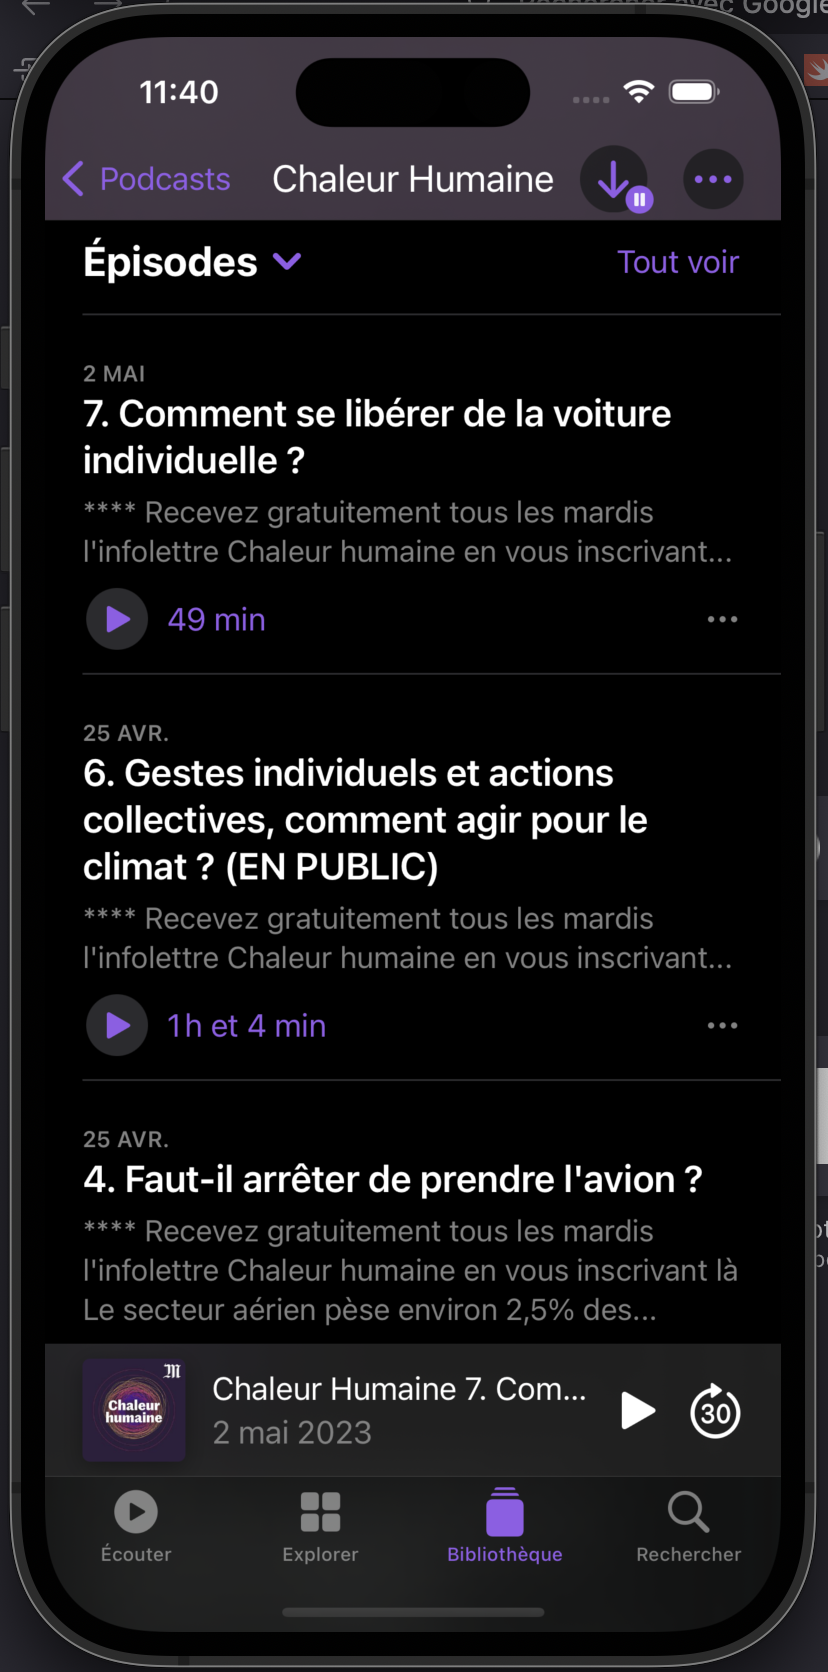 avec Google
11:40
Podcasts
Chaleur Humaine
Épisodes
Tout voir
2 MAI
7. Comment se libérer de la voiture
individuelle ?
**** Recevez gratuitement tous les mardis
l'infolettre Chaleur humaine en vous inscrivant...
49 min
25 AVR.
6. Gestes individuels et actions
collectives, comment agir pour le
climat ? (EN PUBLIC)
**** Recevez gratuitement tous les mardis
l'infolettre Chaleur humaine en vous inscrivant...
1 h et 4 min
25 AVR.
4. Faut-il arrêter de prendre l'avion ?
**** Recevez gratuitement tous les mardis
l'infolettre Chaleur humaine en vous inscrivant là
Le secteur aérien pèse environ 2,5% des...
M
Chaleur
humaine
Chaleur Humaine 7. Com...
2 mai 2023
30
Écouter
Explorer
Bibliothèque
Rechercher